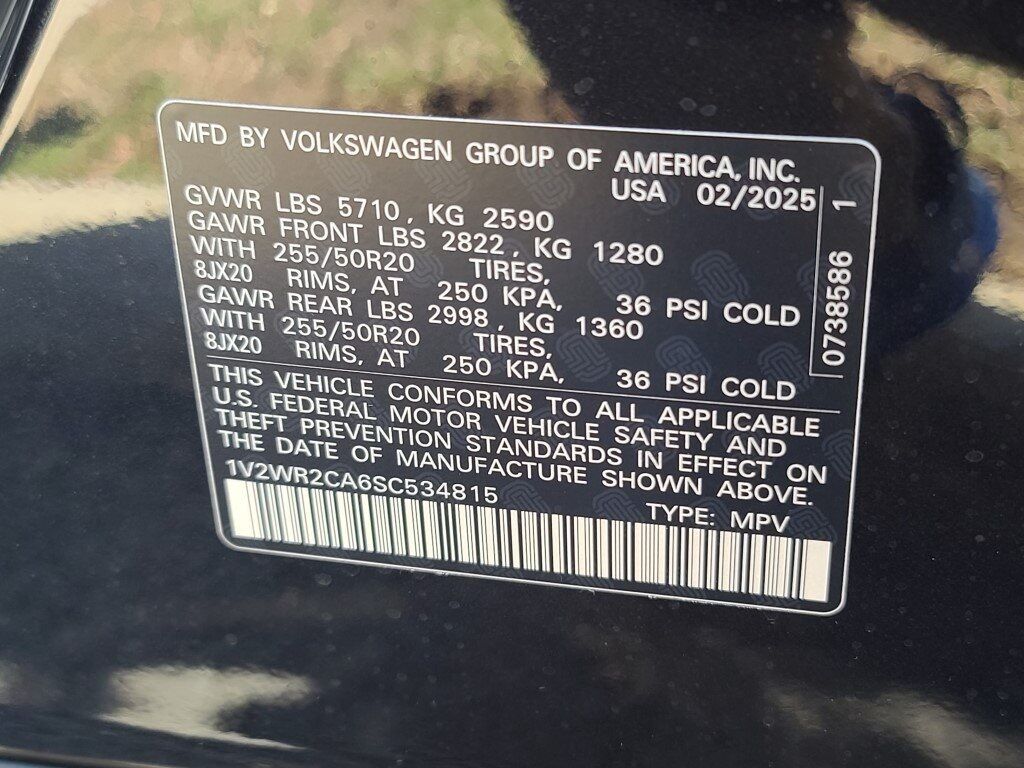 MFD BY VOLKSWAGEN GROUP OF AMERICA, INC.
USA 02/2025
GVWR LBS 5710, KG 2590
GAWR FRONT LBS 2822, KG 1280
WITH 255/50R20 TIRES,
8JX20 RIMS, AT 250 KPA, 36 PSI COLD
GAWR REAR LBS 2998, KG 1360
WITH 255/50R20 TIRES,
8JX20 RIMS, AT 250 KPA, 36 PSI COLD
0738586 1
THIS VEHICLE CONFORMS TO ALL APPLICABLE
U.S. FEDERAL MOTOR VEHICLE SAFETY AND
THEFT PREVENTION STANDARDS IN EFFECT ON
THE DATE OF MANUFACTURE SHOWN ABOVE.
1V2WR2CA6SC534815
TYPE: MPV